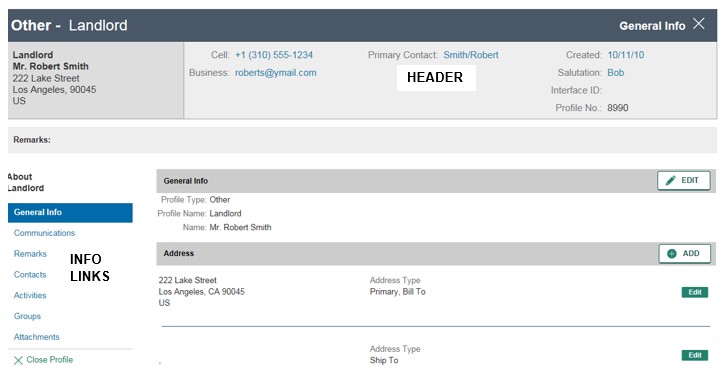 Other - Landlord
General Info X
Landlord
Mr. Robert Smith
222 Lake Street
Los Angeles, 90045
US
Cell: +1 (310) 555-1234
Business: roberts@ymail.com
Primary Contact: Smith/Robert
HEADER
Created: 10/11/10
Salutation: Bob
Interface ID:
Profile No.: 8990
Remarks:
About
Landlord
General Info
Communications
Remarks
Contacts
Activities
Groups
Attachments
X Close Profile
INFO
LINKS
General Info
EDIT
Profile Type: Other
Profile Name: Landlord
Name: Mr. Robert Smith
Address
ADD
222 Lake Street
Los Angeles, CA 90045
US
Address Type
Primary, Bill To
Edit
,
Address Type
Ship To
Edit